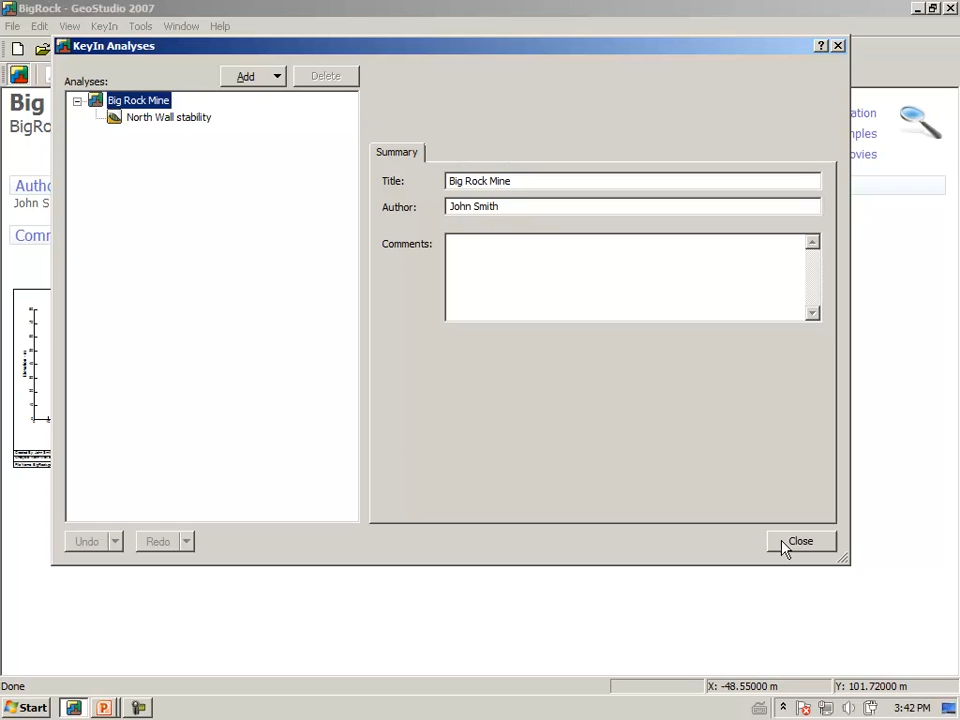 BigRock - GeoStudio 2007
File Edit View KeyIn Tools Window Help
KeyIn Analyses
Analyses:
Add
Delete
Big Rock Mine
North Wall stability
Summary
Title: Big Rock Mine
Author: John Smith
Comments:
Undo
Redo
Close
Big
BigRo
Autho
John S
Comm
ation
nples
ovies
Done
X: -48.55000 m
Y: 101.72000 m
Start
3:42 PM